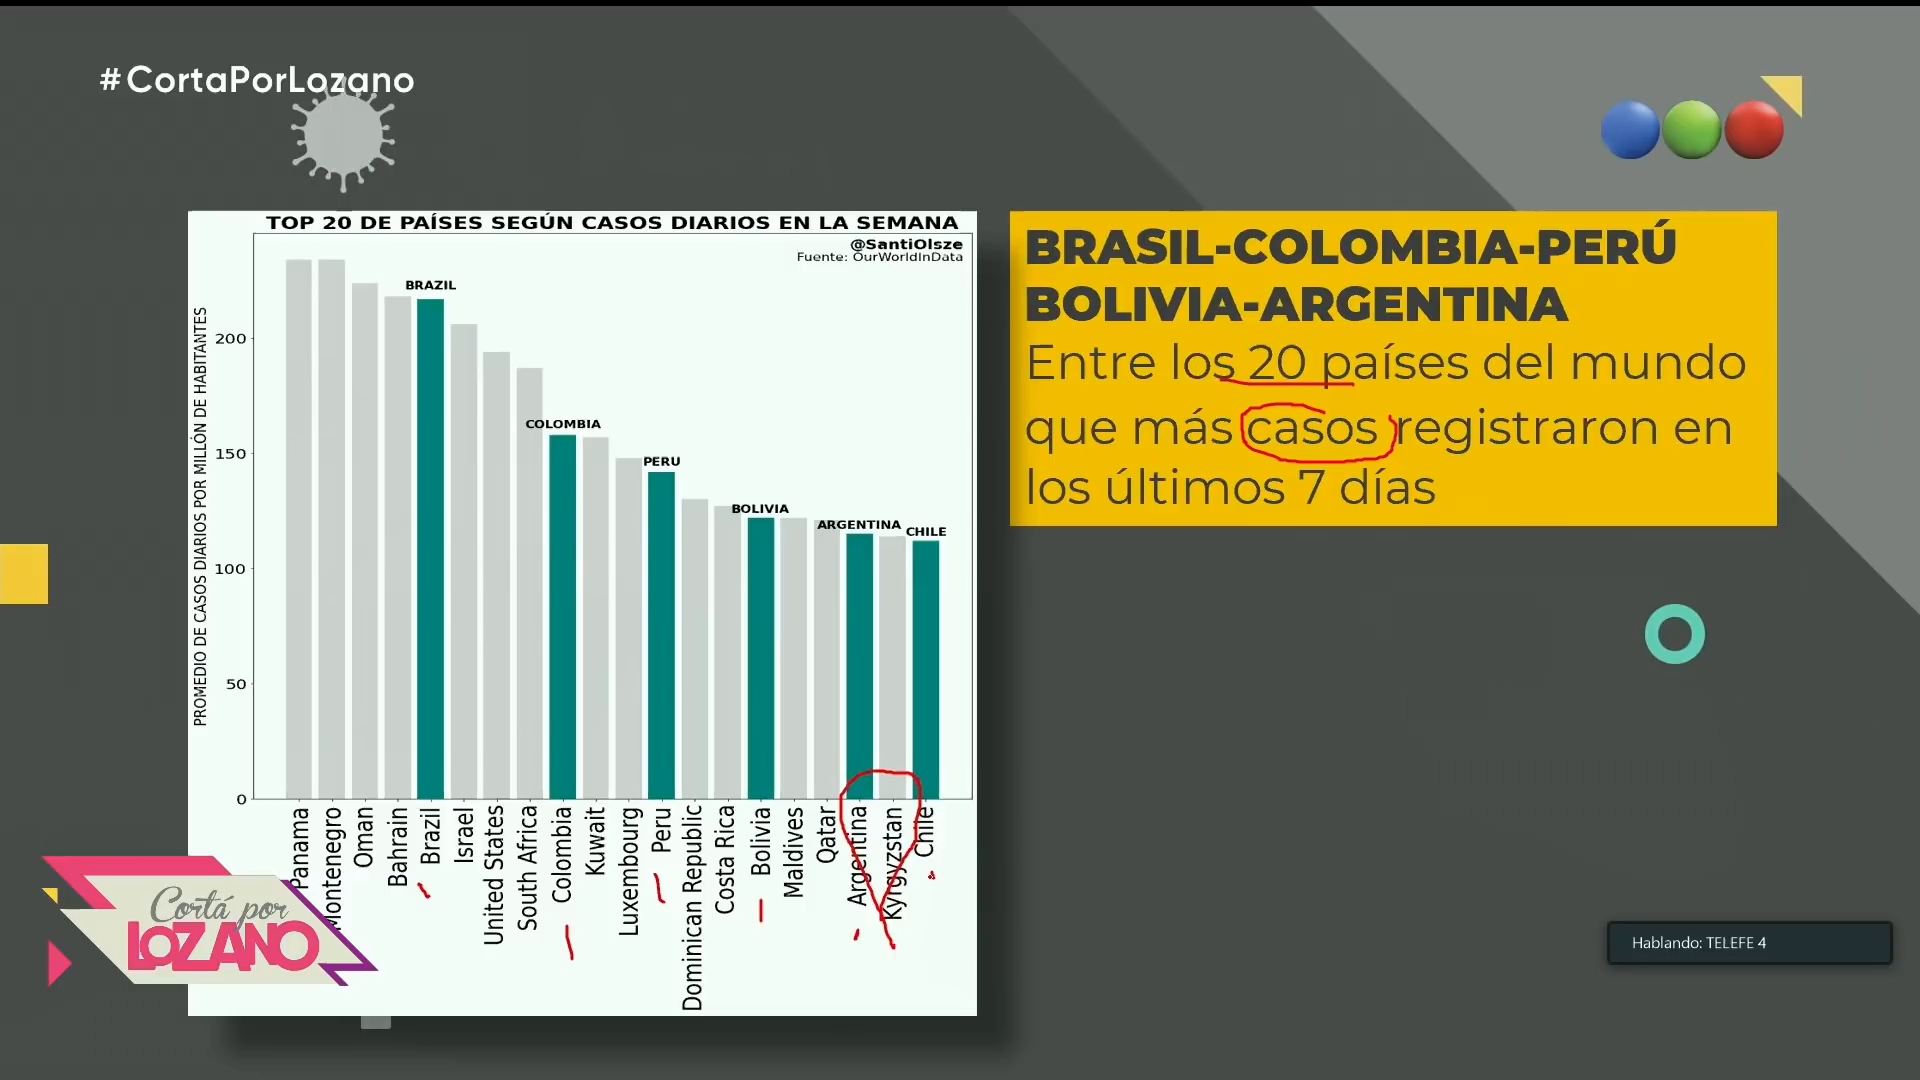 #CortaPorLozano
TOP 20 DE PAÍSES SEGÚN CASOS DIARIOS EN LA SEMANA
@SantiOlsze
Fuente: OurWorldInData
PROMEDIO DE CASOS DIARIOS POR MILLÓN DE HABITANTES
200
150
100
50
0
BRAZIL
COLOMBIA
PERU
BOLIVIA
ARGENTINA
CHILE
Panama
Montenegro
Oman
Bahrain
Brazil
Israel
United States
South Africa
Colombia
Kuwait
Luxembourg
Peru
Dominican Republic
Costa Rica
Bolivia
Maldives
Qatar
Argentina
Kyrgyzstan
Chile
BRASIL-COLOMBIA-PERÚ
BOLIVIA-ARGENTINA
Entre los 20 países del mundo
que más casos registraron en
los últimos 7 días
Cortá por
LOZANO
Hablando: TELEFE 4